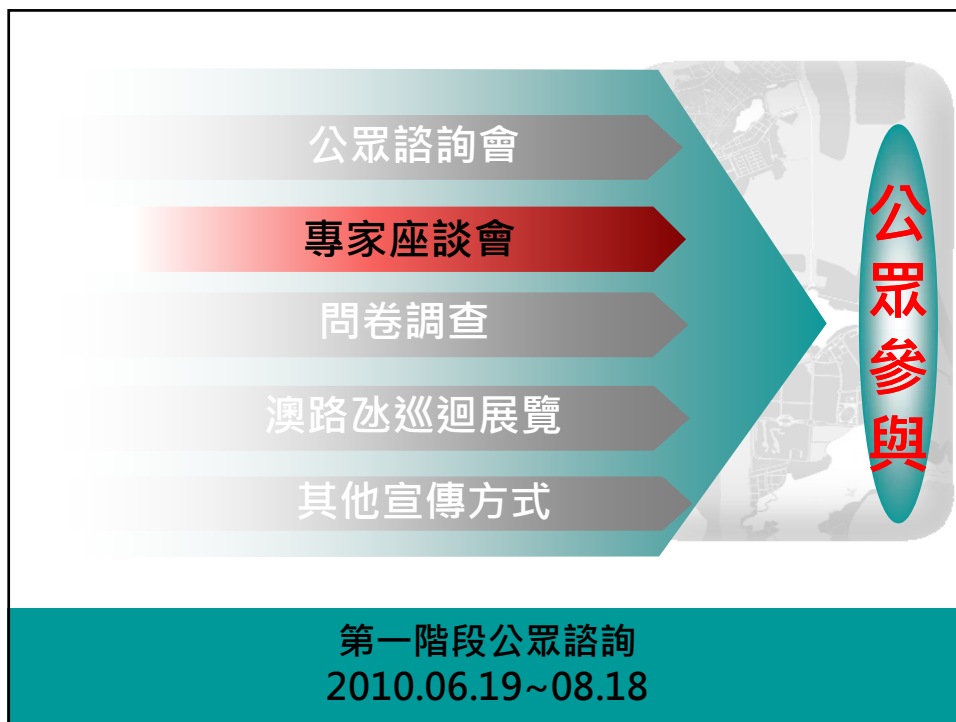 公眾諮詢會
專家座談會
問卷調查
澳路氹巡迴展覽
其他宣傳方式
公眾參與
第一階段公眾諮詢
2010.06.19~08.18